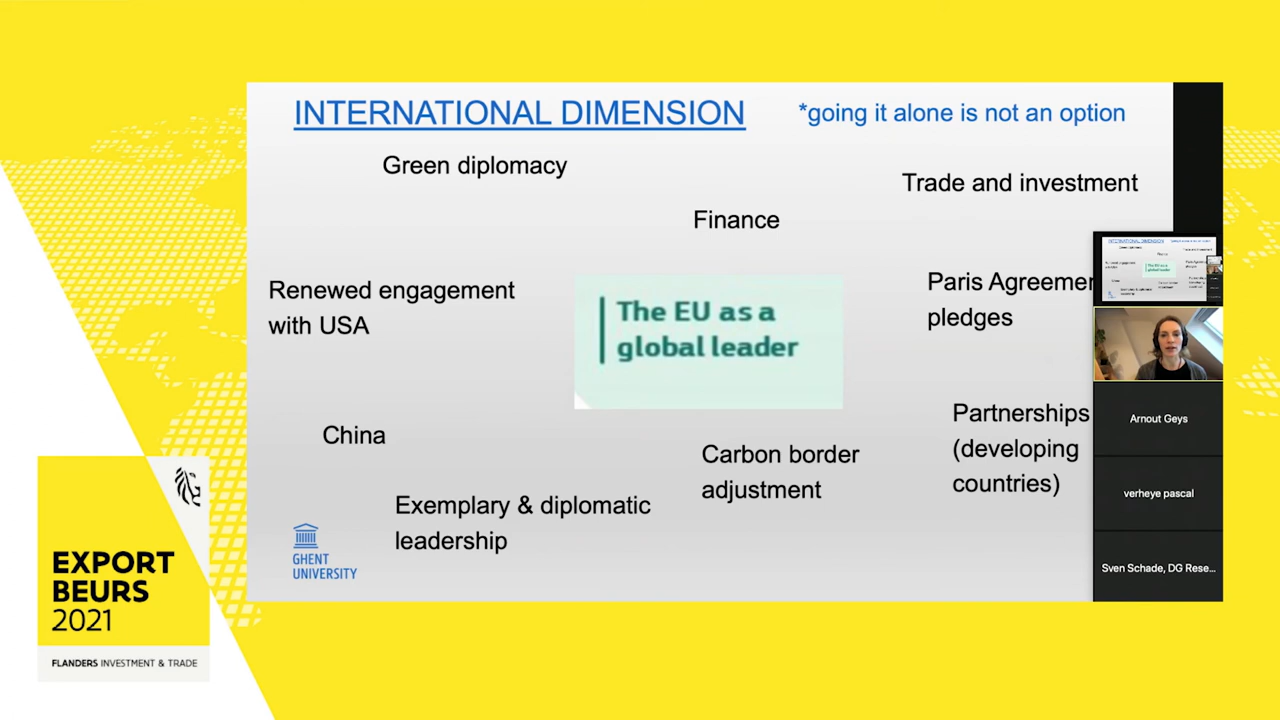 INTERNATIONAL DIMENSION
*going it alone is not an option
Green diplomacy
Trade and investment
Finance
Renewed engagement
with USA
The EU as a
global leader
Paris Agreemen
pledges
China
Carbon border
adjustment
Partnerships
(developing
countries)
Exemplary & diplomatic
leadership
GHENT
UNIVERSITY
Arnout Geys
verheye pascal
Sven Schade, DG Rese...
EXPORT
BEURS
2021
FLANDERS INVESTMENT & TRADE